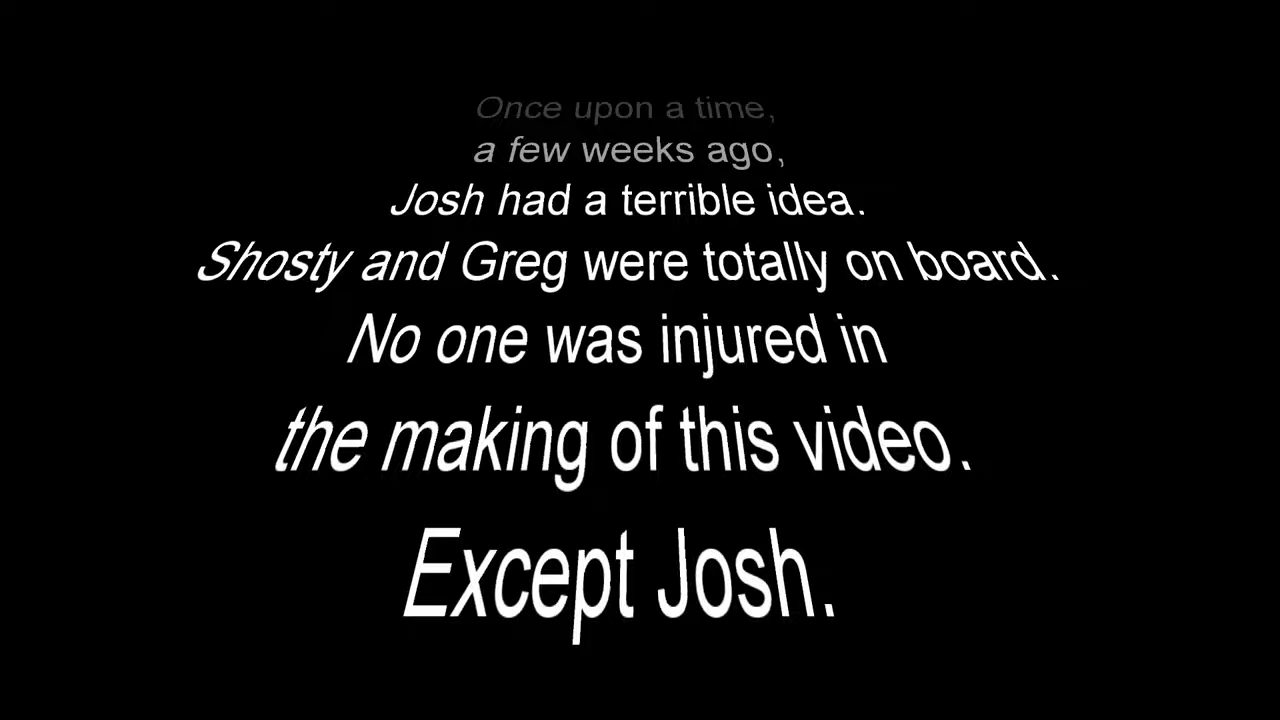 Once upon a time,
a few weeks ago,
Josh had a terrible idea.
Shosty and Greg were totally on board.
No one was injured in
the making of this video.
Except Josh.